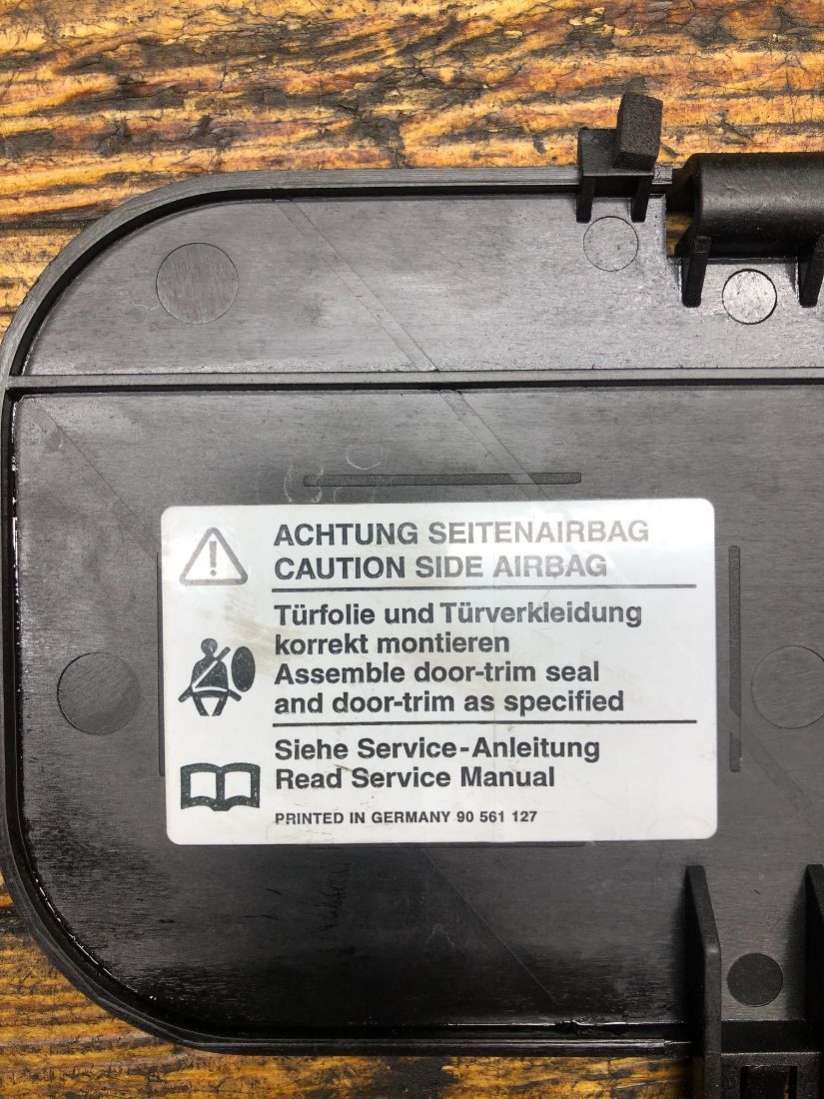 ACHTUNG SEITENAIRBAG
CAUTION SIDE AIRBAG
Türfolie und Türverkleidung
korrekt montieren
Assemble door-trim seal
and door-trim as specified
Siehe Service-Anleitung
Read Service Manual
PRINTED IN GERMANY 90 561 127